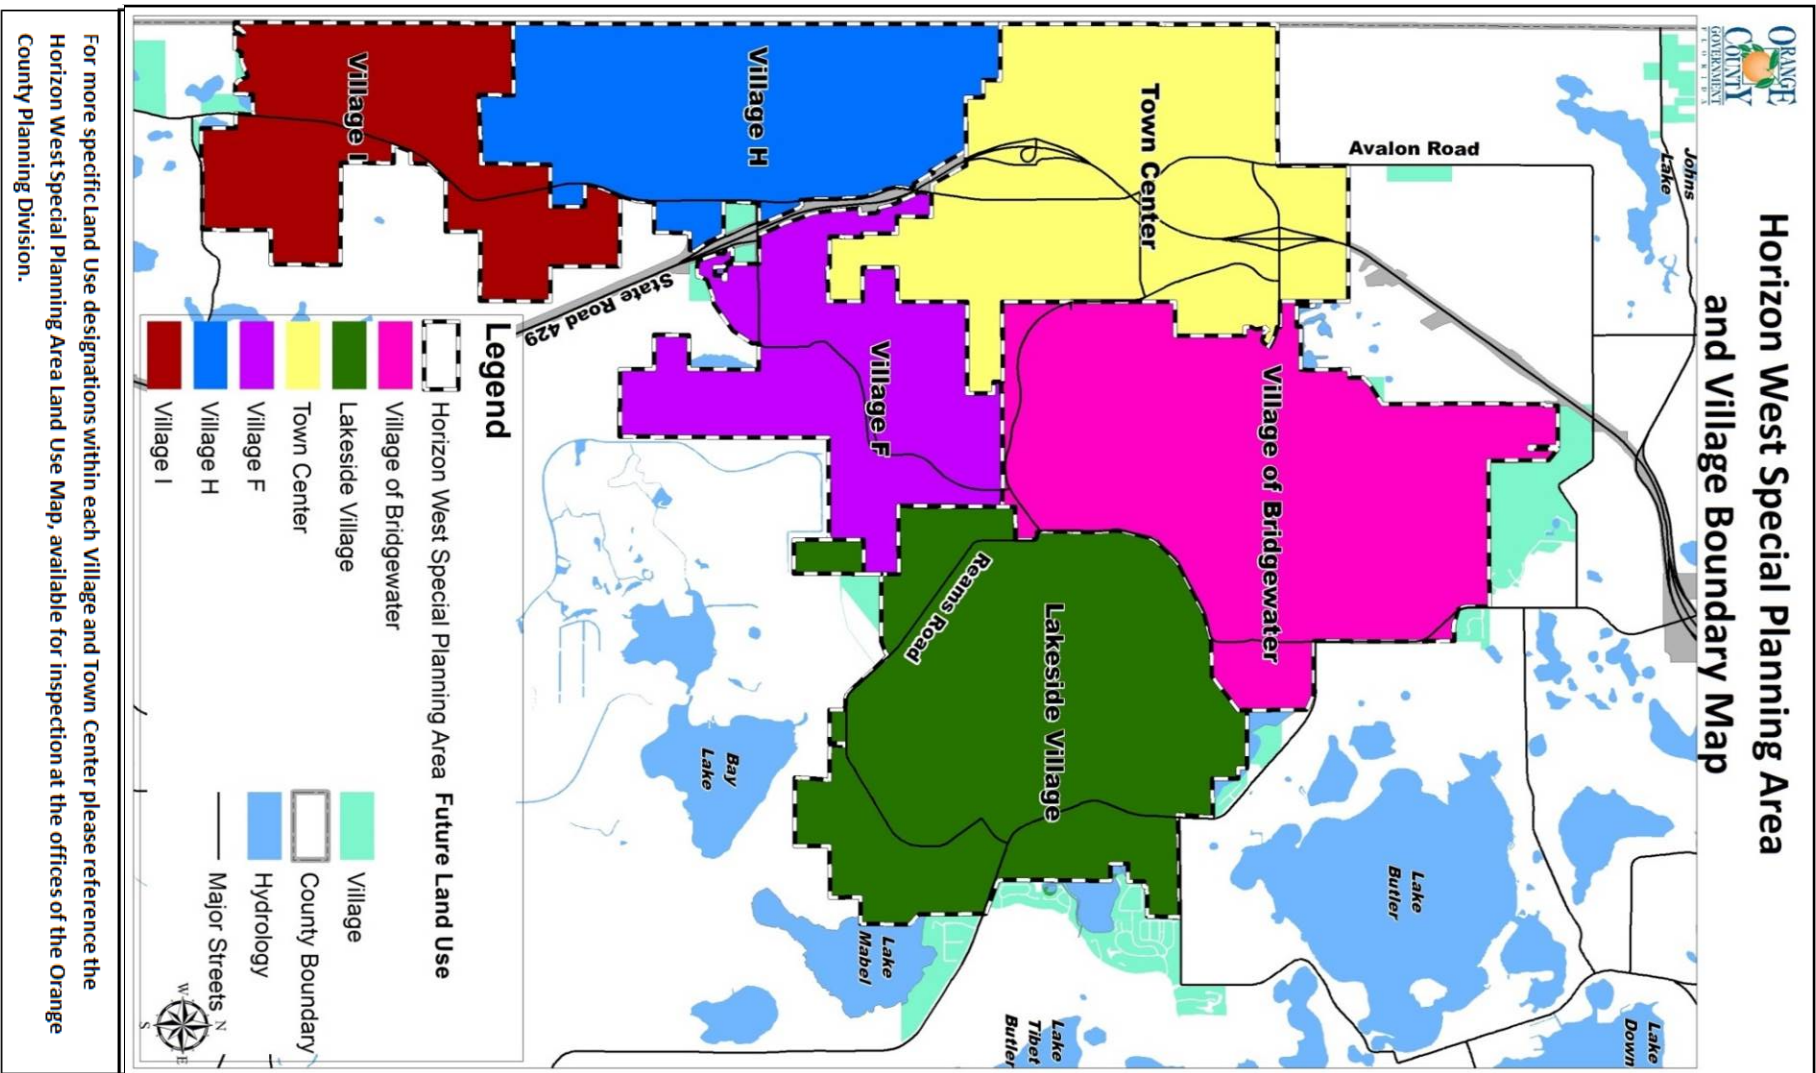 ORANGE
COUNTY
GOVERNMENT
FLORIDA
Horizon West Special Planning Area
and Village Boundary Map
Johns
Lake
Avalon Road
Town Center
Village H
Village I
State Road 429
Village F
Village of Bridgewater
Reams Road
Lakeside Village
Bay
Lake
Lake
Butler
Lake
Mabel
Lake
Tibet
Butler
Lake
Down
Legend
Horizon West Special Planning Area
Village of Bridgewater
Lakeside Village
Town Center
Village F
Village H
Village I
Future Land Use
Village
County Boundary
Hydrology
Major Streets
N
W
E
S
For more specific Land Use designations within each Village and Town Center please reference the
Horizon West Special Planning Area Land Use Map, available for inspection at the offices of the Orange
County Planning Division.